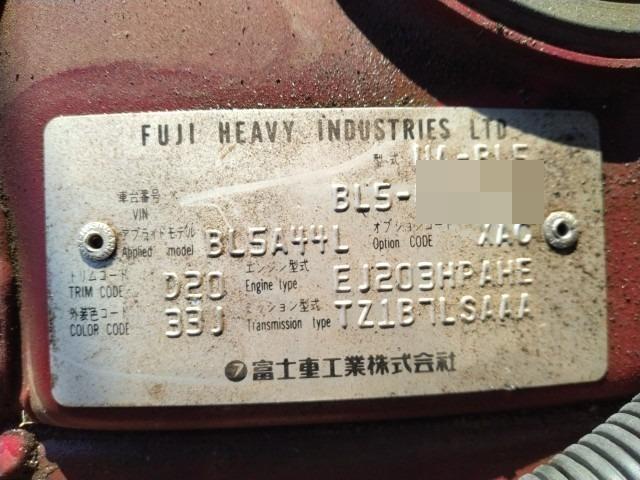 FUJI HEAVY INDUSTRIES LTD
型式 UA-BL5
車台番号 VIN BL5-
アプライドモデル Applied model BL5A44L オプションコード Option CODE XAC
トリムコード TRIM CODE D20 エンジン型式 Engine type EJ203HPAHE
外装色コード COLOR CODE 33J ミッション型式 Transmission type TZ1B7LSAAA
富士重工業株式会社